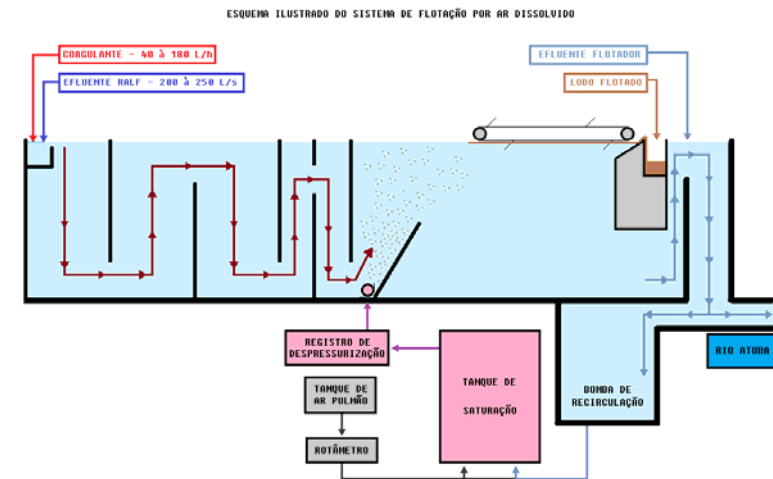 ESQUEMA ILUSTRADO DO SISTEMA DE FLOTAÇÃO POR AR DISSOLVIDO
COAGULANTE - 40 à 180 L/h
EFLUENTE RALF - 200 à 250 L/s
EFLUENTE FLOTADOR
LODO FLOTADO
REGISTRO DE
DESPRESSURIZAÇÃO
TANQUE DE
AR PULMÃO
ROTÂMETRO
TANQUE DE
SATURAÇÃO
BOMBA DE
RECIRCULAÇÃO
RIO ATUBA